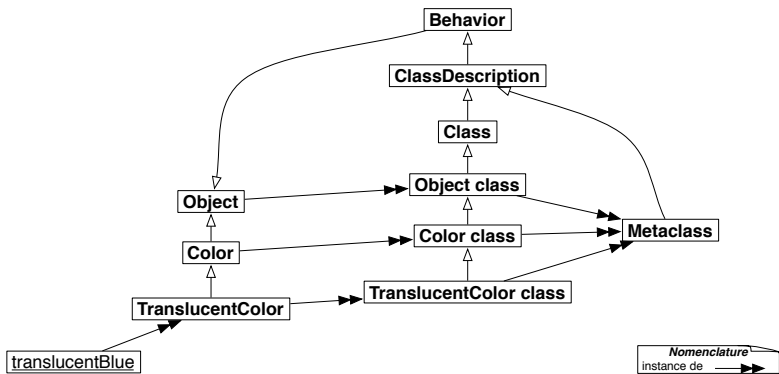 Behavior
ClassDescription
Class
Object class
Object
Metaclass
Color class
Color
TranslucentColor class
TranslucentColor
translucentBlue
Nomenclature
instance de